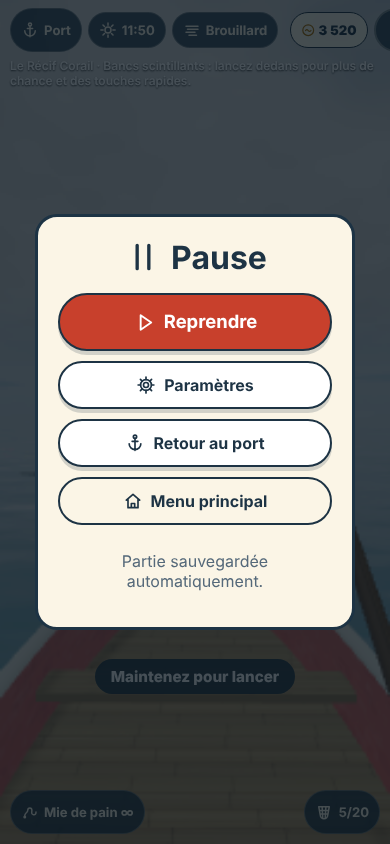 Port
11:50
Brouillard
3 520
Le Récif Corail · Bancs scintillants : lancez dedans pour plus de
chance et des touches rapides.
Pause
Reprendre
Paramètres
Retour au port
Menu principal
Partie sauvegardée
automatiquement.
Maintenez pour lancer
Mie de pain ∞
5/20